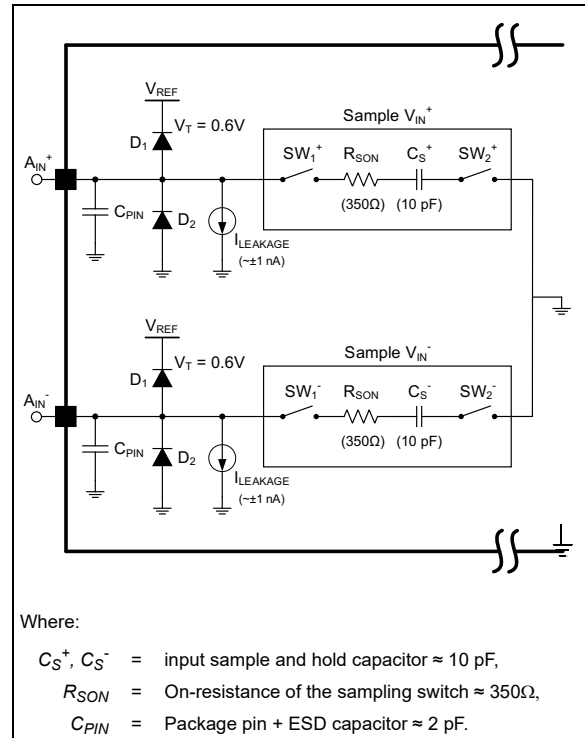 V_REF
V_T = 0.6V
D_1
Sample V_IN^+
SW_1^+ R_SON C_S^+ SW_2^+
A_IN^+
C_PIN
D_2
I_LEAKAGE
(~±1 nA)
(350Ω) (10 pF)
V_REF
V_T = 0.6V
D_1
Sample V_IN^-
SW_1^- R_SON C_S^- SW_2^-
A_IN^-
C_PIN
D_2
I_LEAKAGE
(~±1 nA)
(350Ω) (10 pF)
Where:
C_S^+, C_S^- = input sample and hold capacitor ≈ 10 pF,
R_SON = On-resistance of the sampling switch ≈ 350Ω,
C_PIN = Package pin + ESD capacitor ≈ 2 pF.